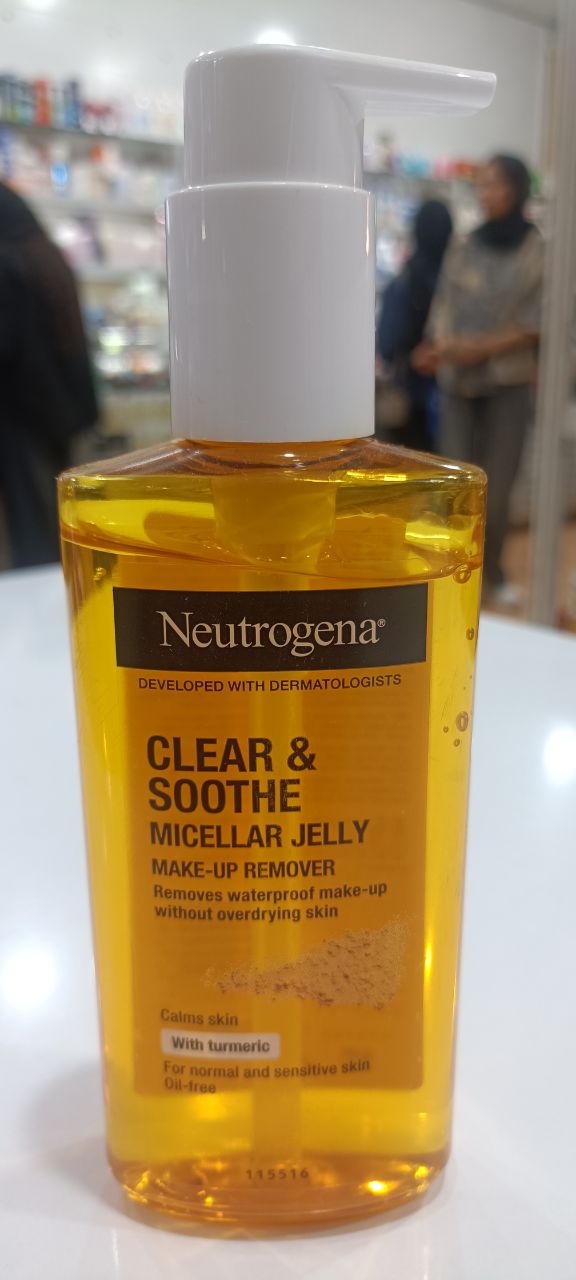 Neutrogena®
DEVELOPED WITH DERMATOLOGISTS
CLEAR &
SOOTHE
MICELLAR JELLY
MAKE-UP REMOVER
Removes waterproof make-up
without overdrying skin
Calms skin
With turmeric
For normal and sensitive skin
Oil-free
115516